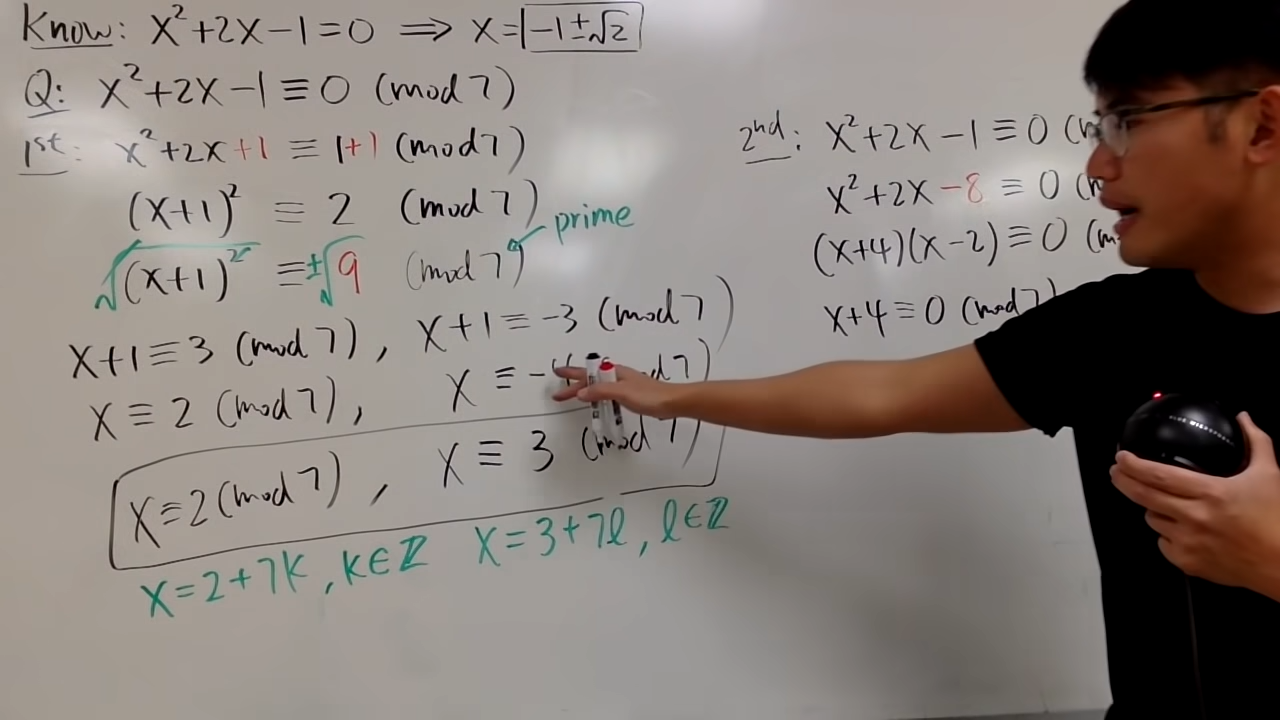 Know: x²+2x-1=0 ⟹ x=-1±√2
Q: x²+2x-1≡0 (mod 7)
1st: x²+2x+1≡1+1 (mod 7)
(x+1)²≡2 (mod 7)
prime
√(x+1)²≡±√9 (mod 7)
x+1≡3 (mod 7), x+1≡-3 (mod 7)
x≡2 (mod 7), x≡-4 mod 7)
x≡2 (mod 7), x≡3 (mod 7)
x=2+7k, k∈ℤ x=3+7l, l∈ℤ
2nd: x²+2x-1≡0
x²+2x-8≡0
(x+4)(x-2)≡0
x+4≡0 (mod 7)